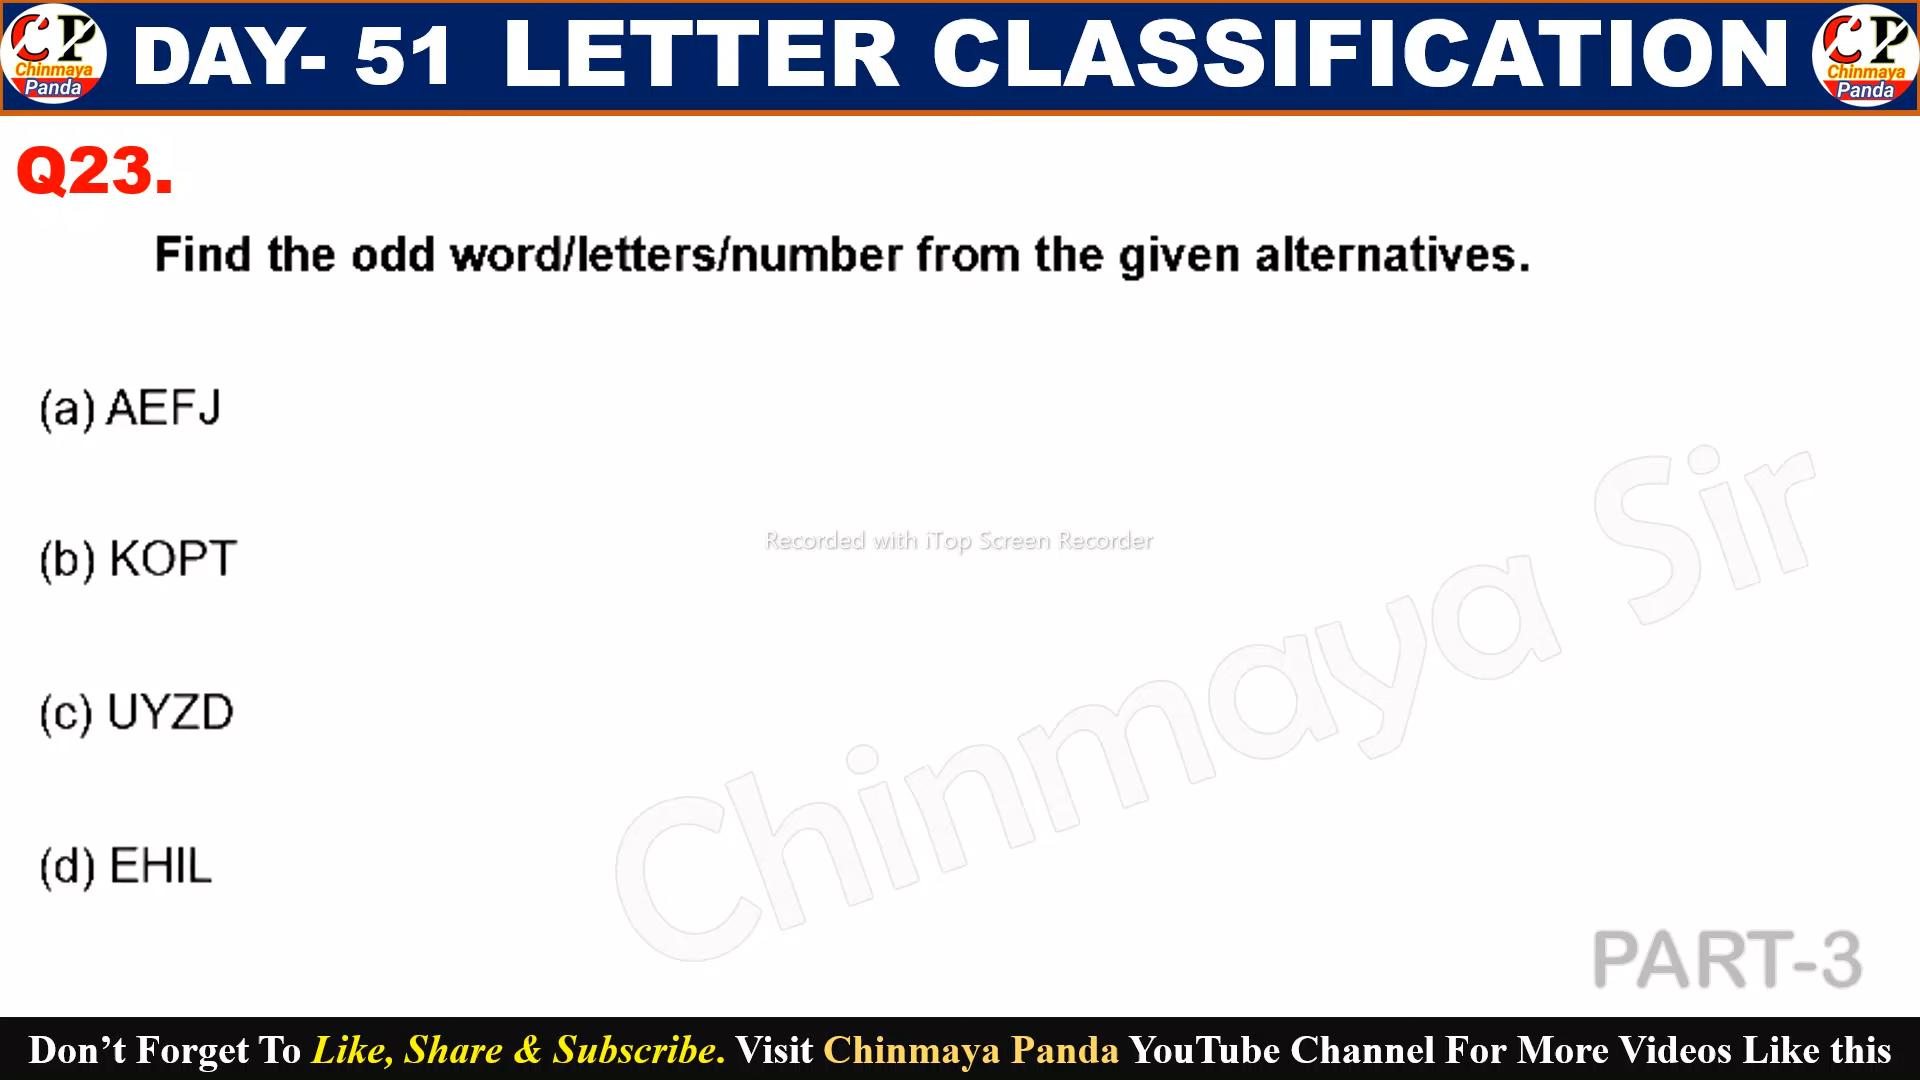 CP Chinmaya Panda
DAY- 51 LETTER CLASSIFICATION
CP Chinmaya Panda
Q23.
Find the odd word/letters/number from the given alternatives.
(a) AEFJ
(b) KOPT
Recorded with iTop Screen Recorder
(c) UYZD
(d) EHIL
Chinmaya Sir
PART-3
Don’t Forget To Like, Share & Subscribe. Visit Chinmaya Panda YouTube Channel For More Videos Like this